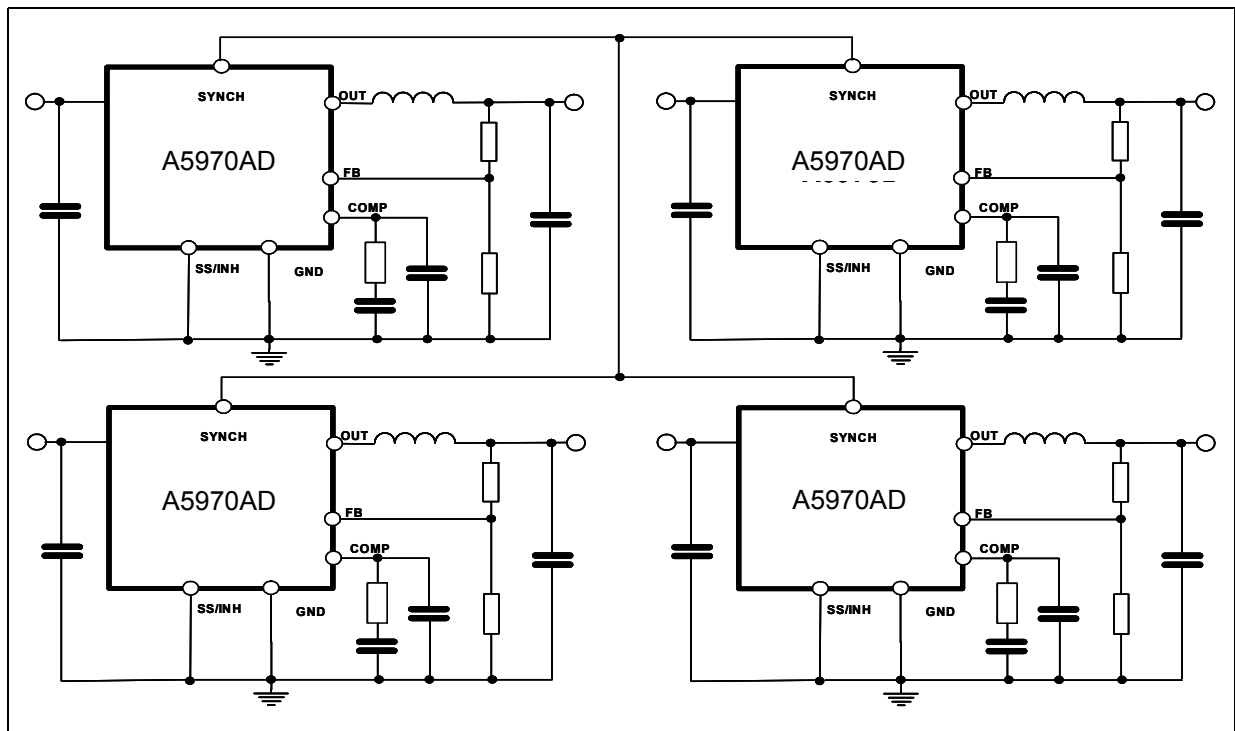 SYNCH
OUT
A5970AD
FB
COMP
SS/INH
GND
SYNCH
OUT
A5970AD
FB
COMP
SS/INH
GND
SYNCH
OUT
A5970AD
FB
COMP
SS/INH
GND
SYNCH
OUT
A5970AD
FB
COMP
SS/INH
GND